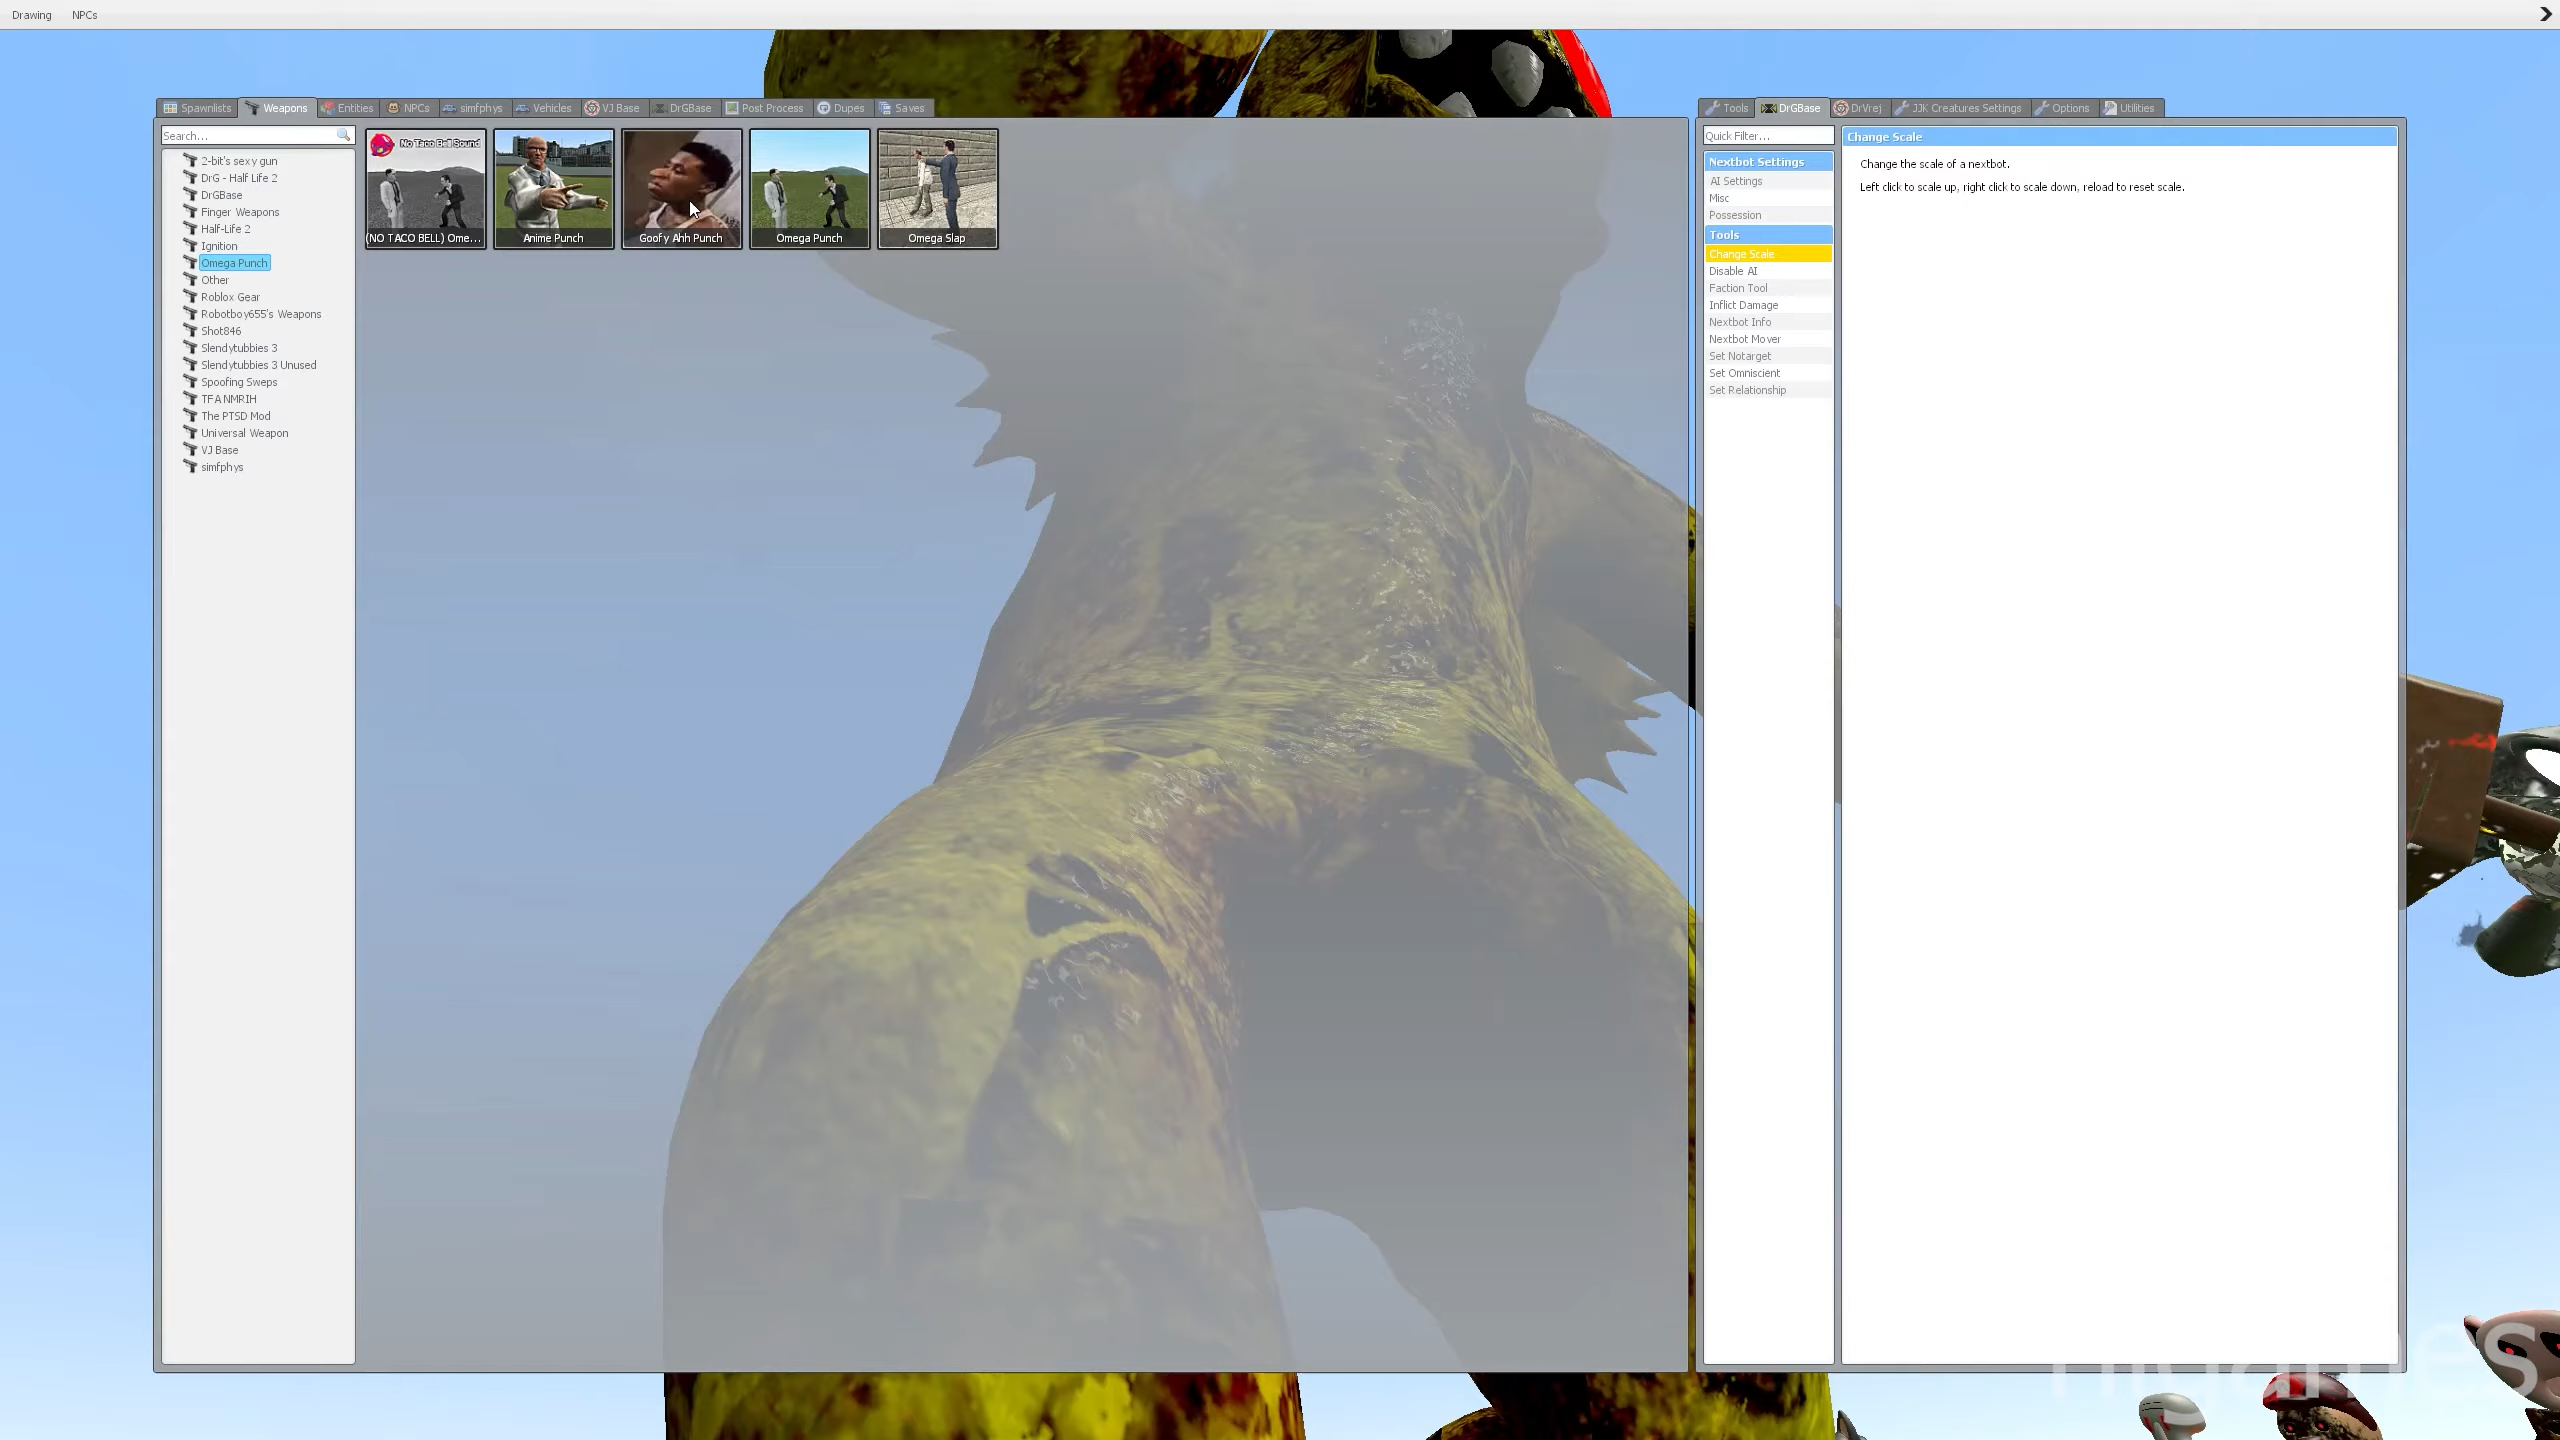 Drawing NPCs
Spawnlists Weapons Entities NPCs simfphys Vehicles VJ Base DrGBase Post Process Dupes Saves
Search...
2-bit's sexy gun
DrG - Half Life 2
DrGBase
Finger Weapons
Half-Life 2
Ignition
Omega Punch
Other
Roblox Gear
Robotboy655's Weapons
Shot846
Slendytubbies 3
Slendytubbies 3 Unused
Spoofing Sweps
TFA NMRIH
The PTSD Mod
Universal Weapon
VJ Base
simfphys
No Taco Bell Sound
(NO TACO BELL) Ome...
Anime Punch
Goofy Ahh Punch
Omega Punch
Omega Slap
Tools DrGBase DrVrej JJK Creatures Settings Options Utilities
Quick Filter...
Nextbot Settings
AI Settings
Misc
Possession
Tools
Change Scale
Disable AI
Faction Tool
Inflict Damage
Nextbot Info
Nextbot Mover
Set Notarget
Set Omniscient
Set Relationship
Change Scale
Change the scale of a nextbot.
Left click to scale up, right click to scale down, reload to reset scale.